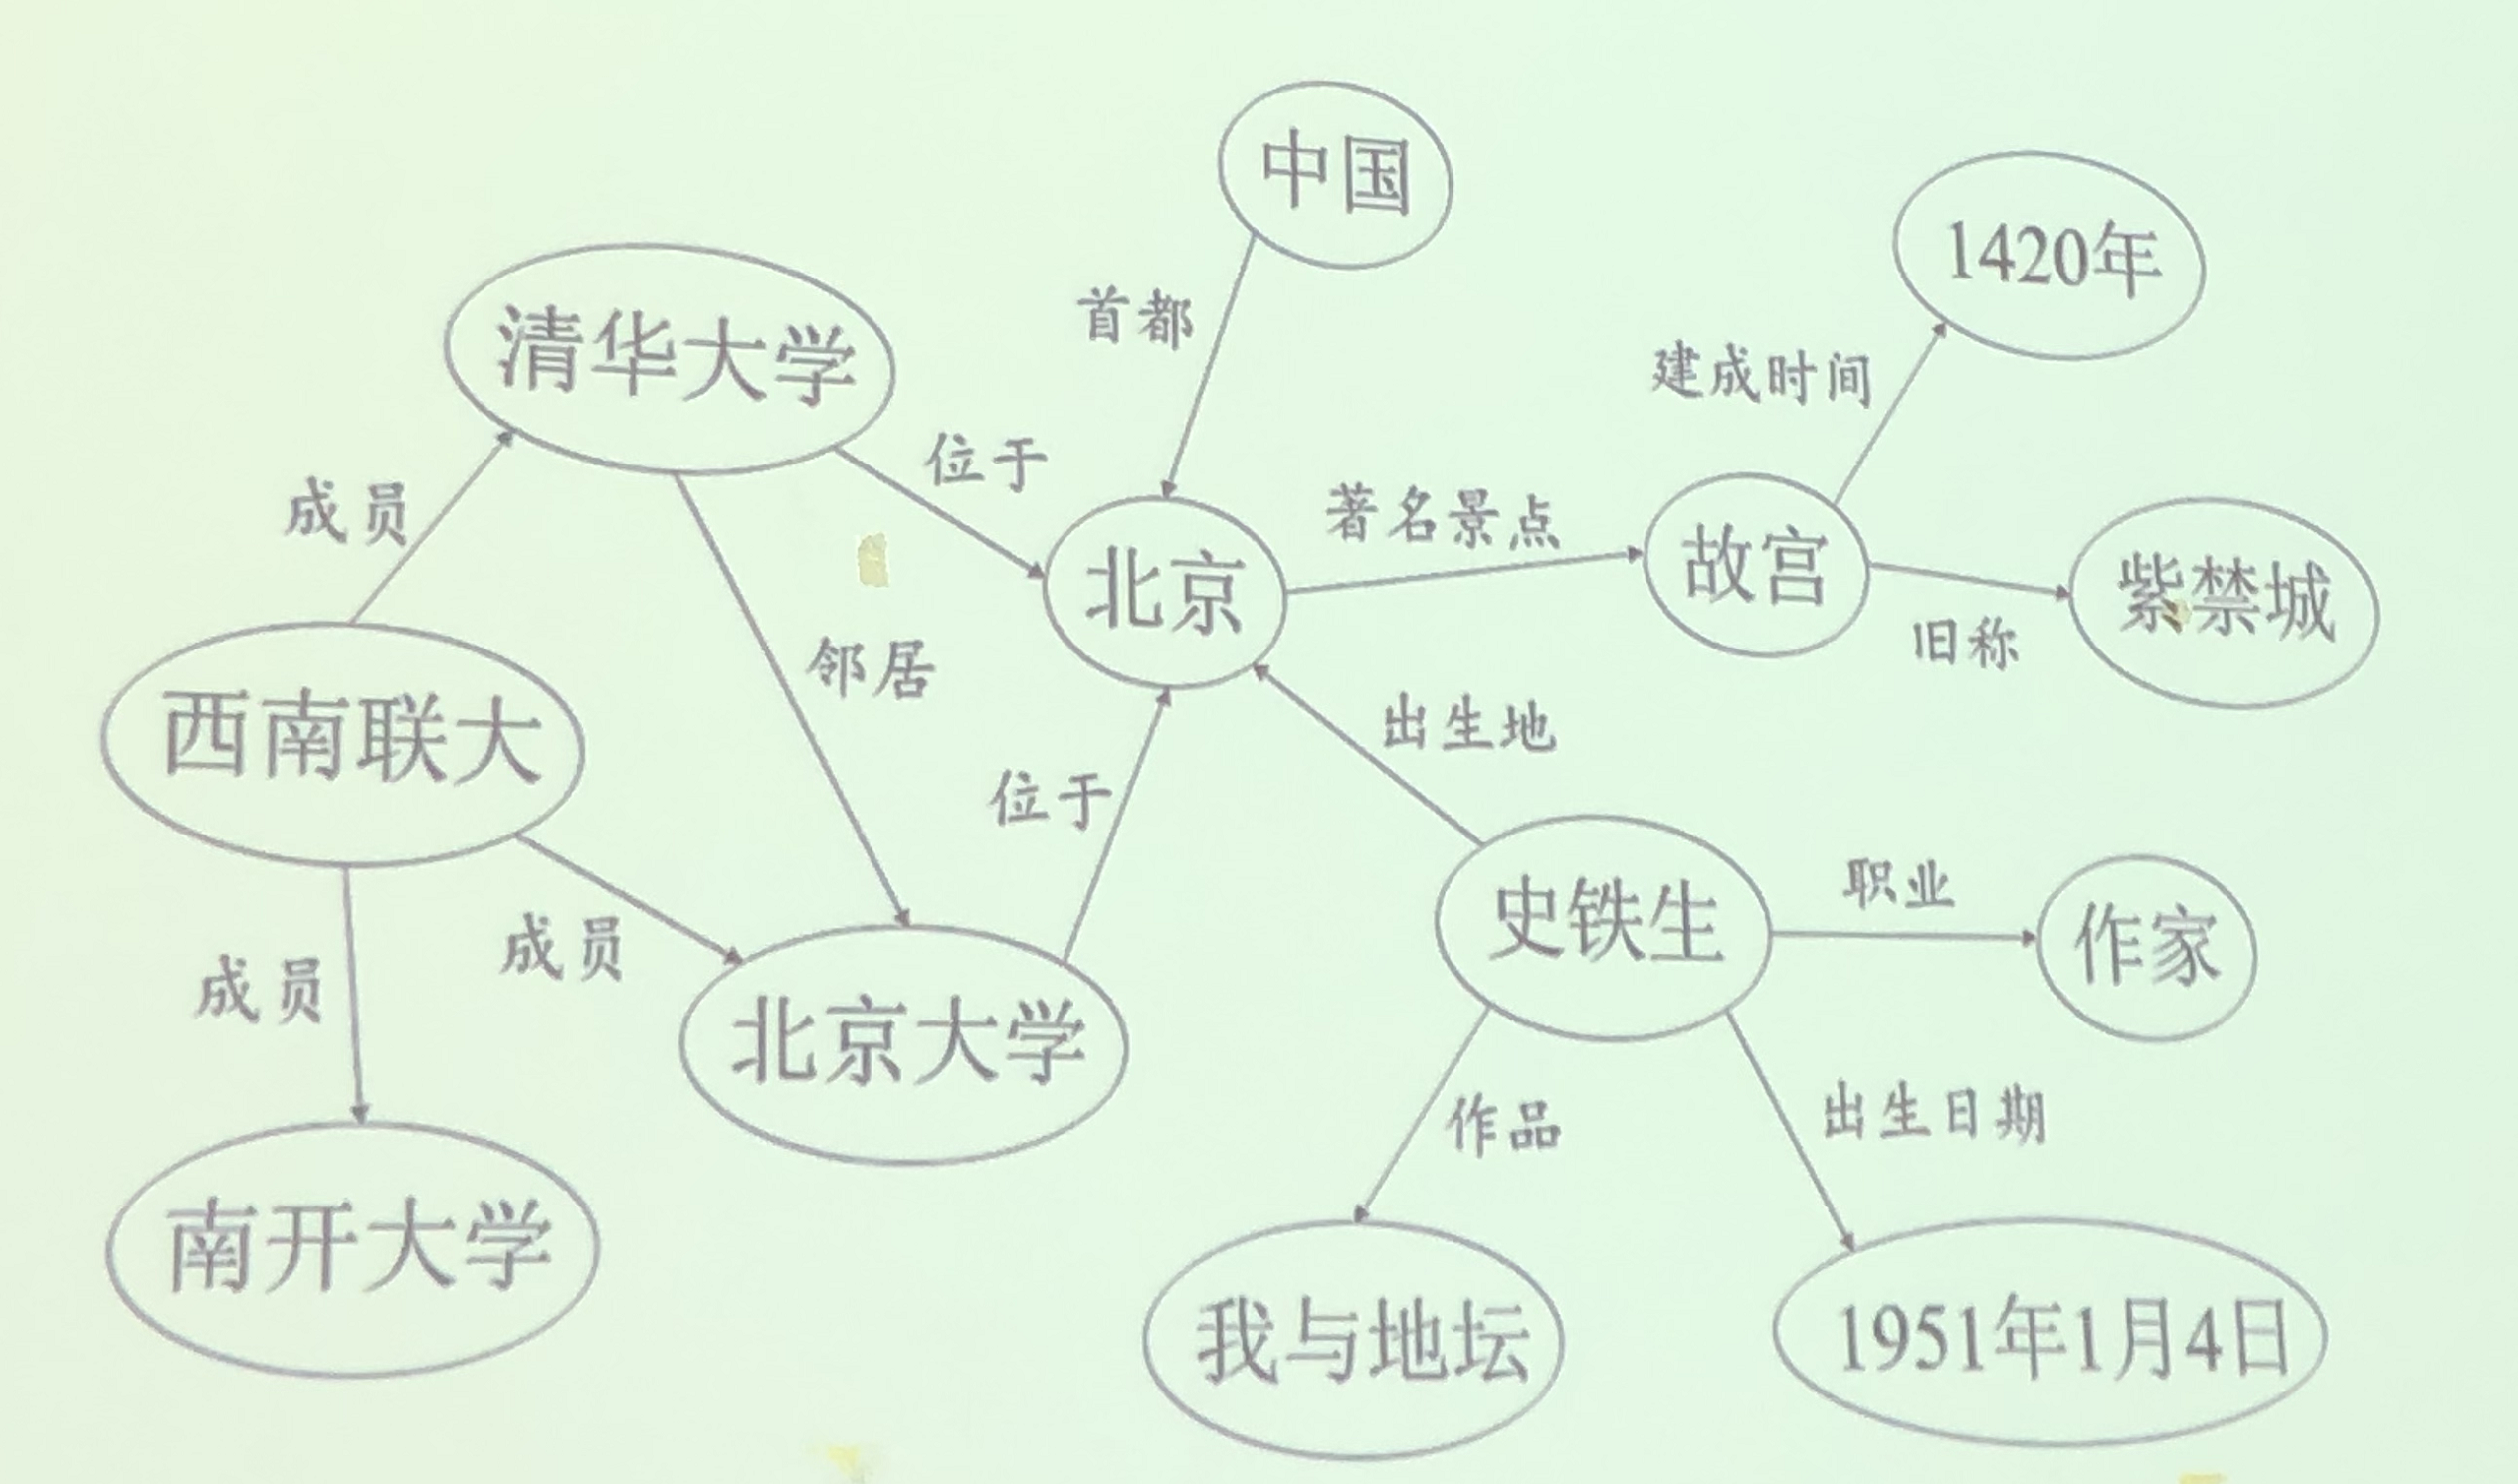 中国
1420年
清华大学
首都
建成时间
位于
成员
著名景点
北京
故宫
紫禁城
旧称
邻居
西南联大
出生地
位于
职业
史铁生
作家
成员
成员
北京大学
作品
出生日期
南开大学
我与地坛
1951年1月4日